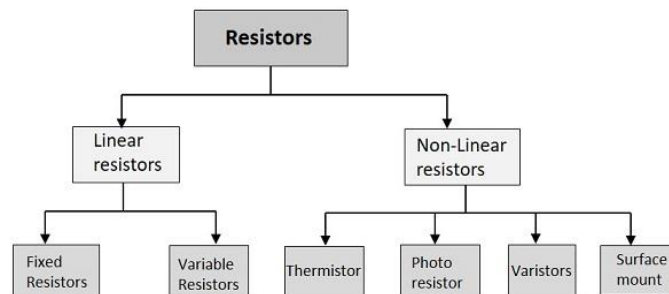 Resistors
Linear
resistors
Non-Linear
resistors
Fixed
Resistors
Variable
Resistors
Thermistor
Photo
resistor
Varistors
Surface
mount